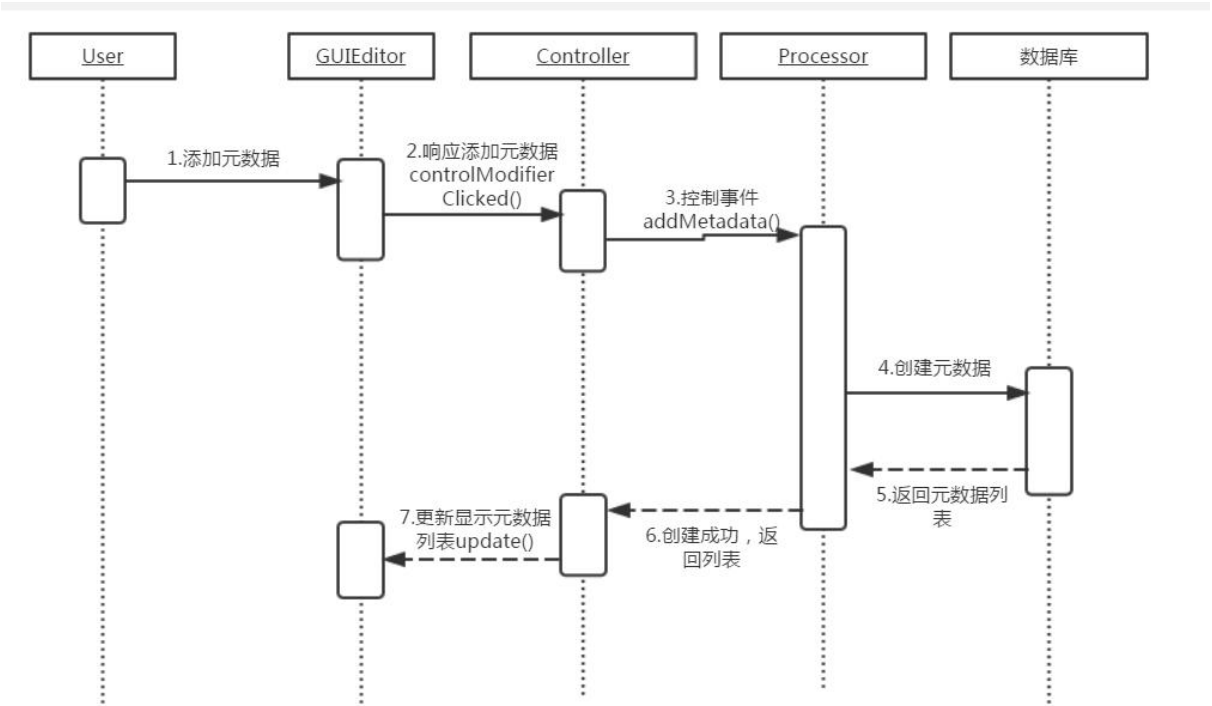 User
GUIEditor
Controller
Processor
数据库
1.添加元数据
2.响应添加元数据
controlModifier
Clicked()
3.控制事件
addMetadata()
4.创建元数据
5.返回元数据列
表
6.创建成功，返
回列表
7.更新显示元数据
列表update()